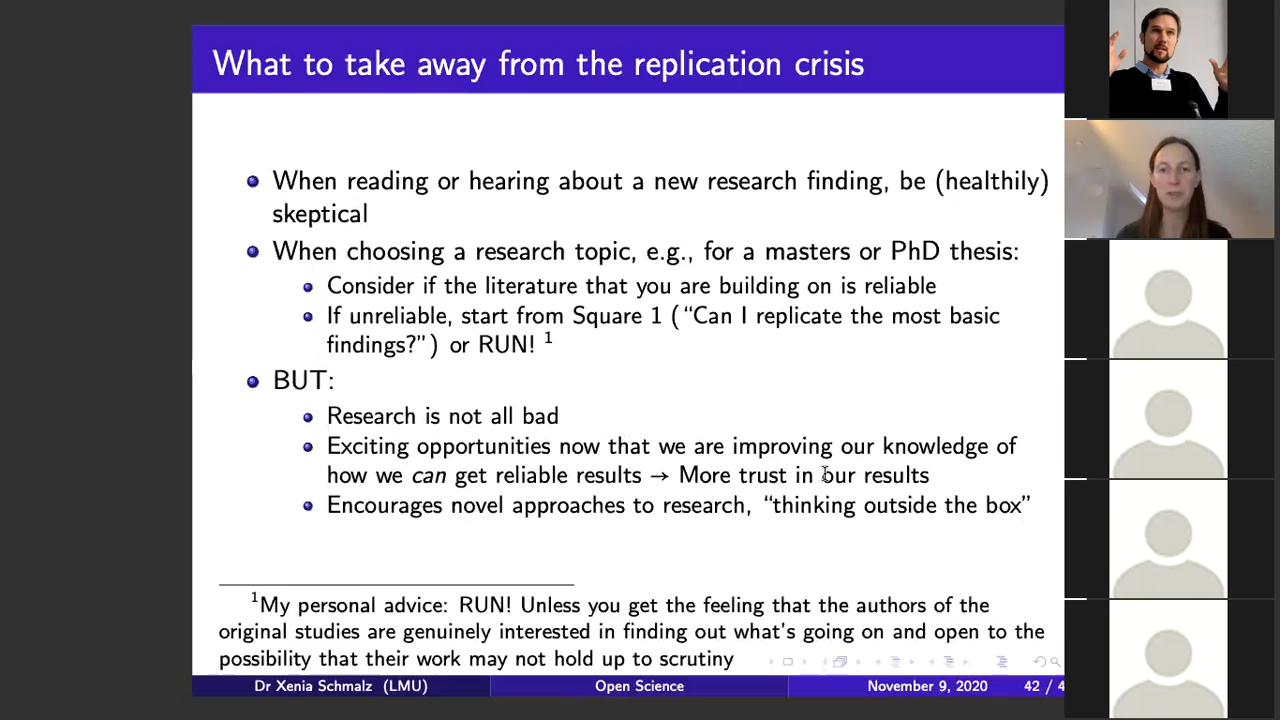 What to take away from the replication crisis
When reading or hearing about a new research finding, be (healthily)
skeptical
When choosing a research topic, e.g., for a masters or PhD thesis:
Consider if the literature that you are building on is reliable
If unreliable, start from Square 1 (“Can I replicate the most basic
findings?”) or RUN! 1
BUT:
Research is not all bad
Exciting opportunities now that we are improving our knowledge of
how we can get reliable results → More trust in our results
Encourages novel approaches to research, “thinking outside the box”
1My personal advice: RUN! Unless you get the feeling that the authors of the
original studies are genuinely interested in finding out what's going on and open to the
possibility that their work may not hold up to scrutiny
Dr Xenia Schmalz (LMU) Open Science November 9, 2020 42 / 4